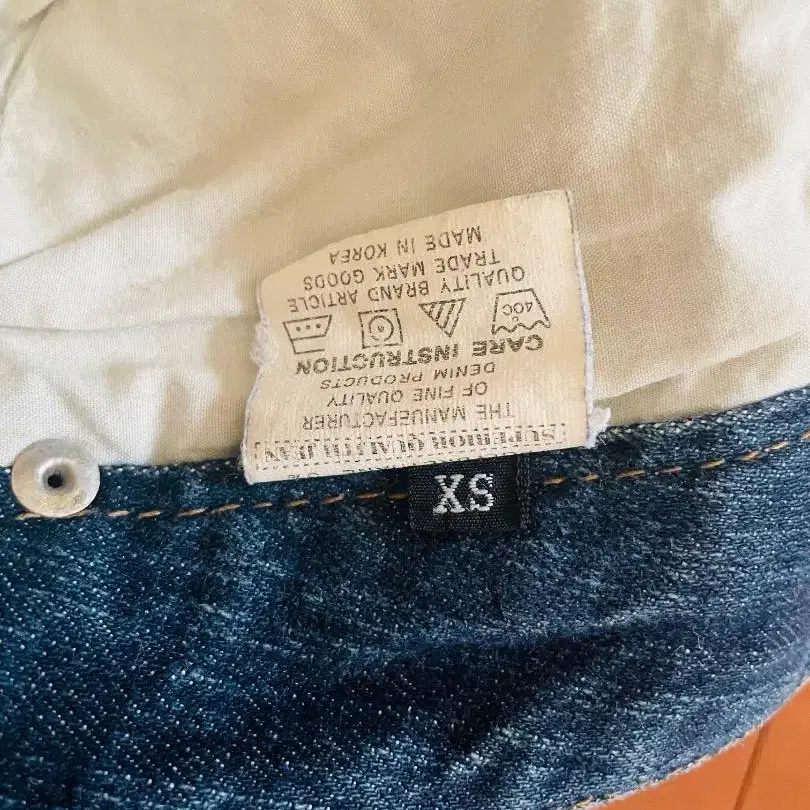 SUPERIOR QUALITY JEAN
THE MANUEFACTURER
OF FINE QUALITY
DENIM PRODUCTS
CARE INSTRUCTION
40C
QUALITY BRAND ARTICLE
TRADE MARK GOODS
MADE IN KOREA
XS